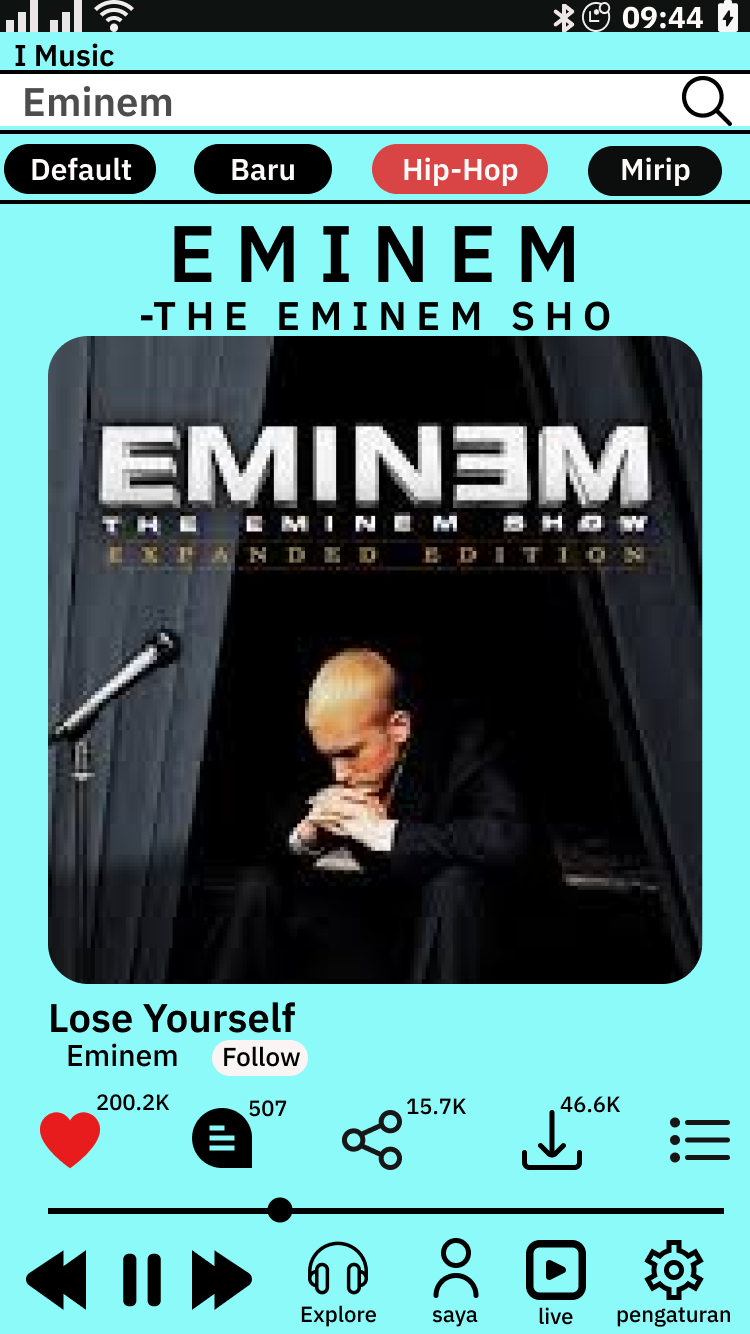 09:44
I Music
Eminem
Default Baru Hip-Hop Mirip
EMINEM
-THE EMINEM SHO
EMINƎM
THE EMINEM SHOW
EXPANDED EDITION
Lose Yourself
Eminem Follow
200.2K 507 15.7K 46.6K
Explore saya live pengaturan